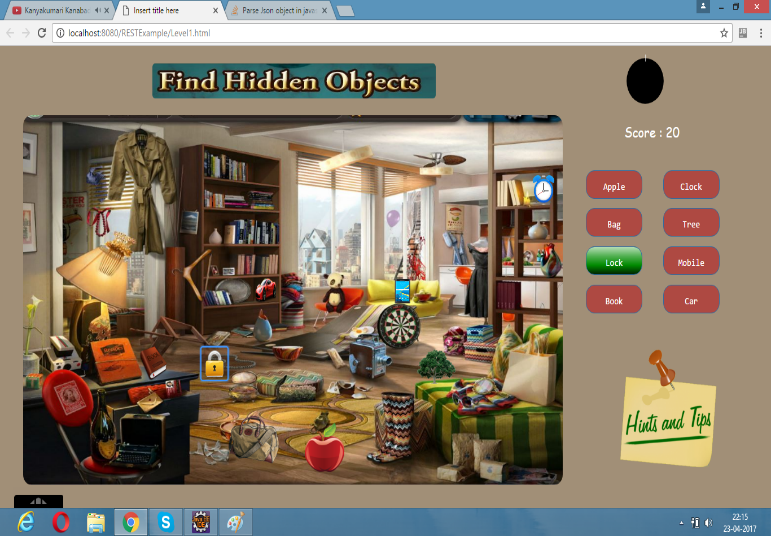 Kanyakumari Kanabad
Insert title here
Parse Json object in java
localhost:8080/RESTExample/Level1.html
Find Hidden Objects
Score : 20
Apple
Clock
Bag
Tree
Lock
Mobile
Book
Car
Hints and Tips
22:15
23-04-2017